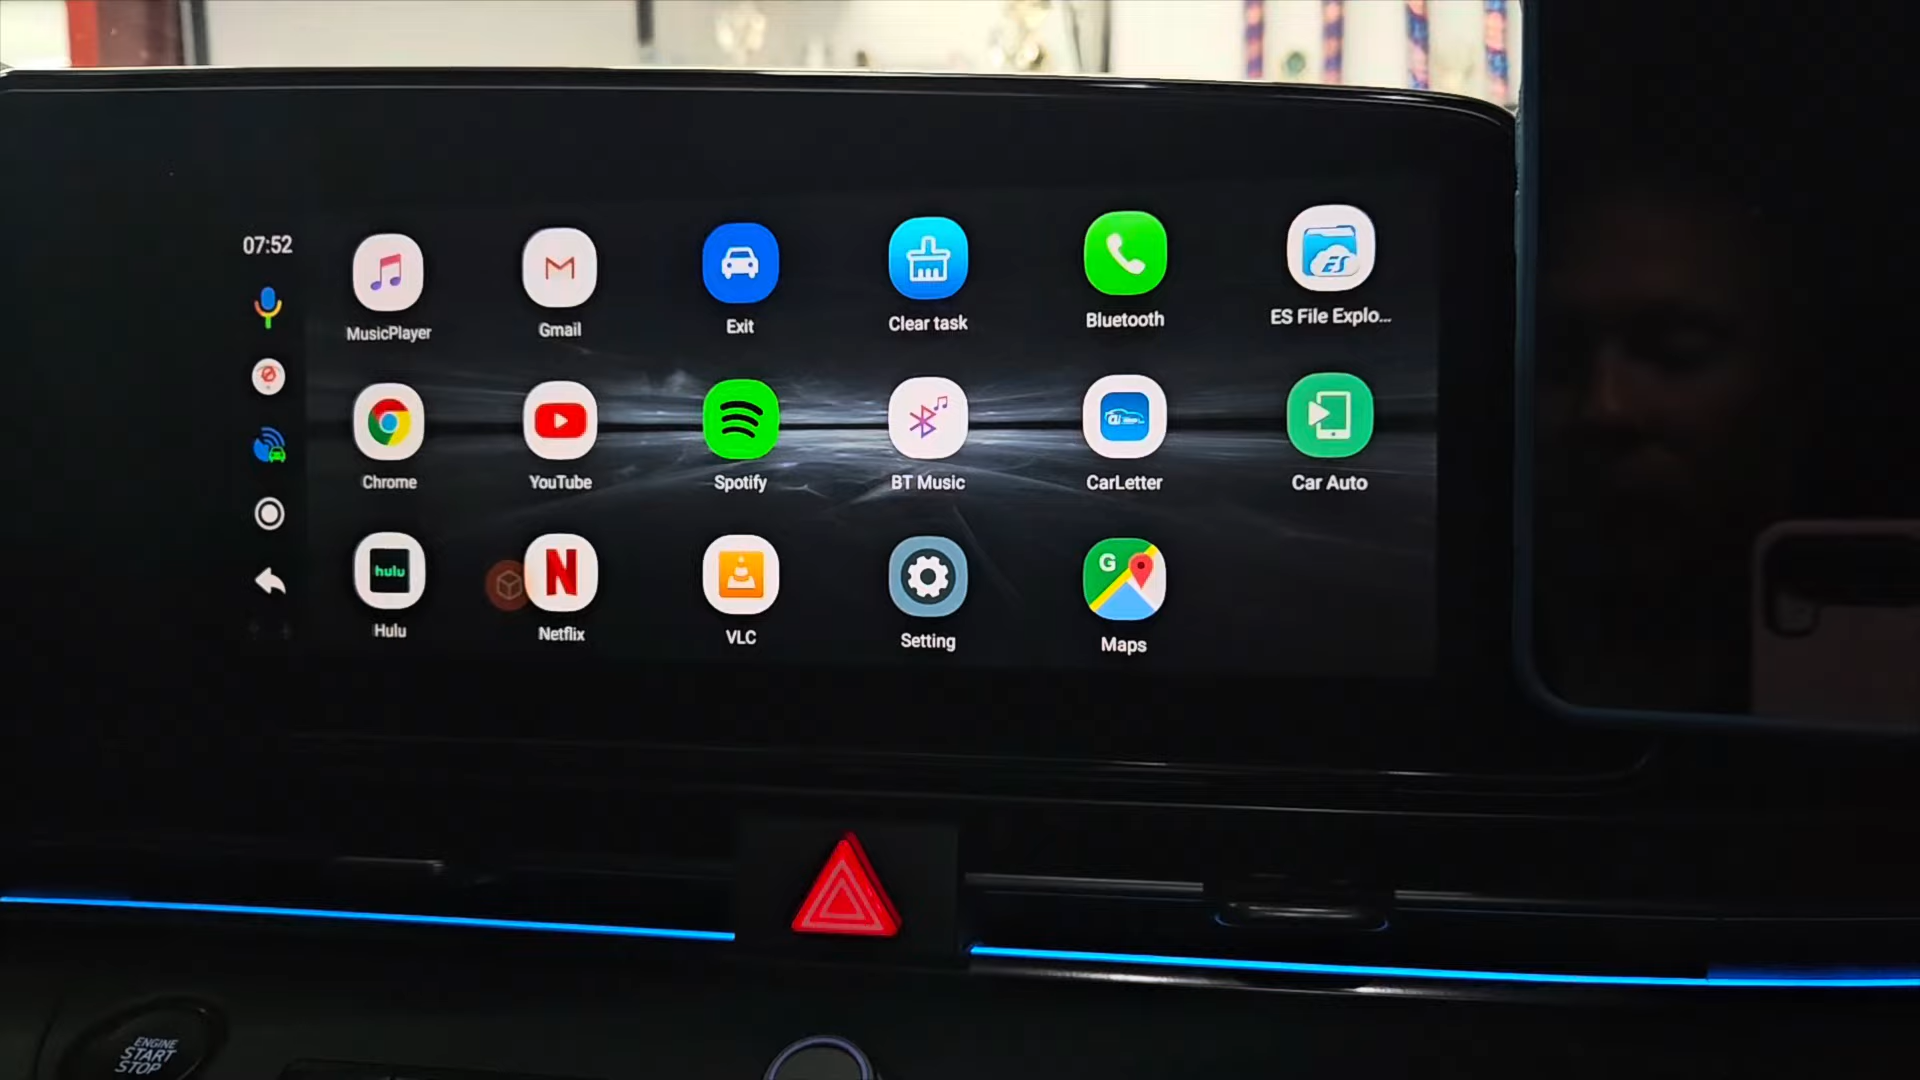 07:52
MusicPlayer
Gmail
Exit
Clear task
Bluetooth
ES
ES File Explo...
Chrome
YouTube
Spotify
BT Music
CarLetter
Car Auto
hulu
Hulu
N
Netflix
VLC
Setting
G
Maps
ENGINE
START
STOP